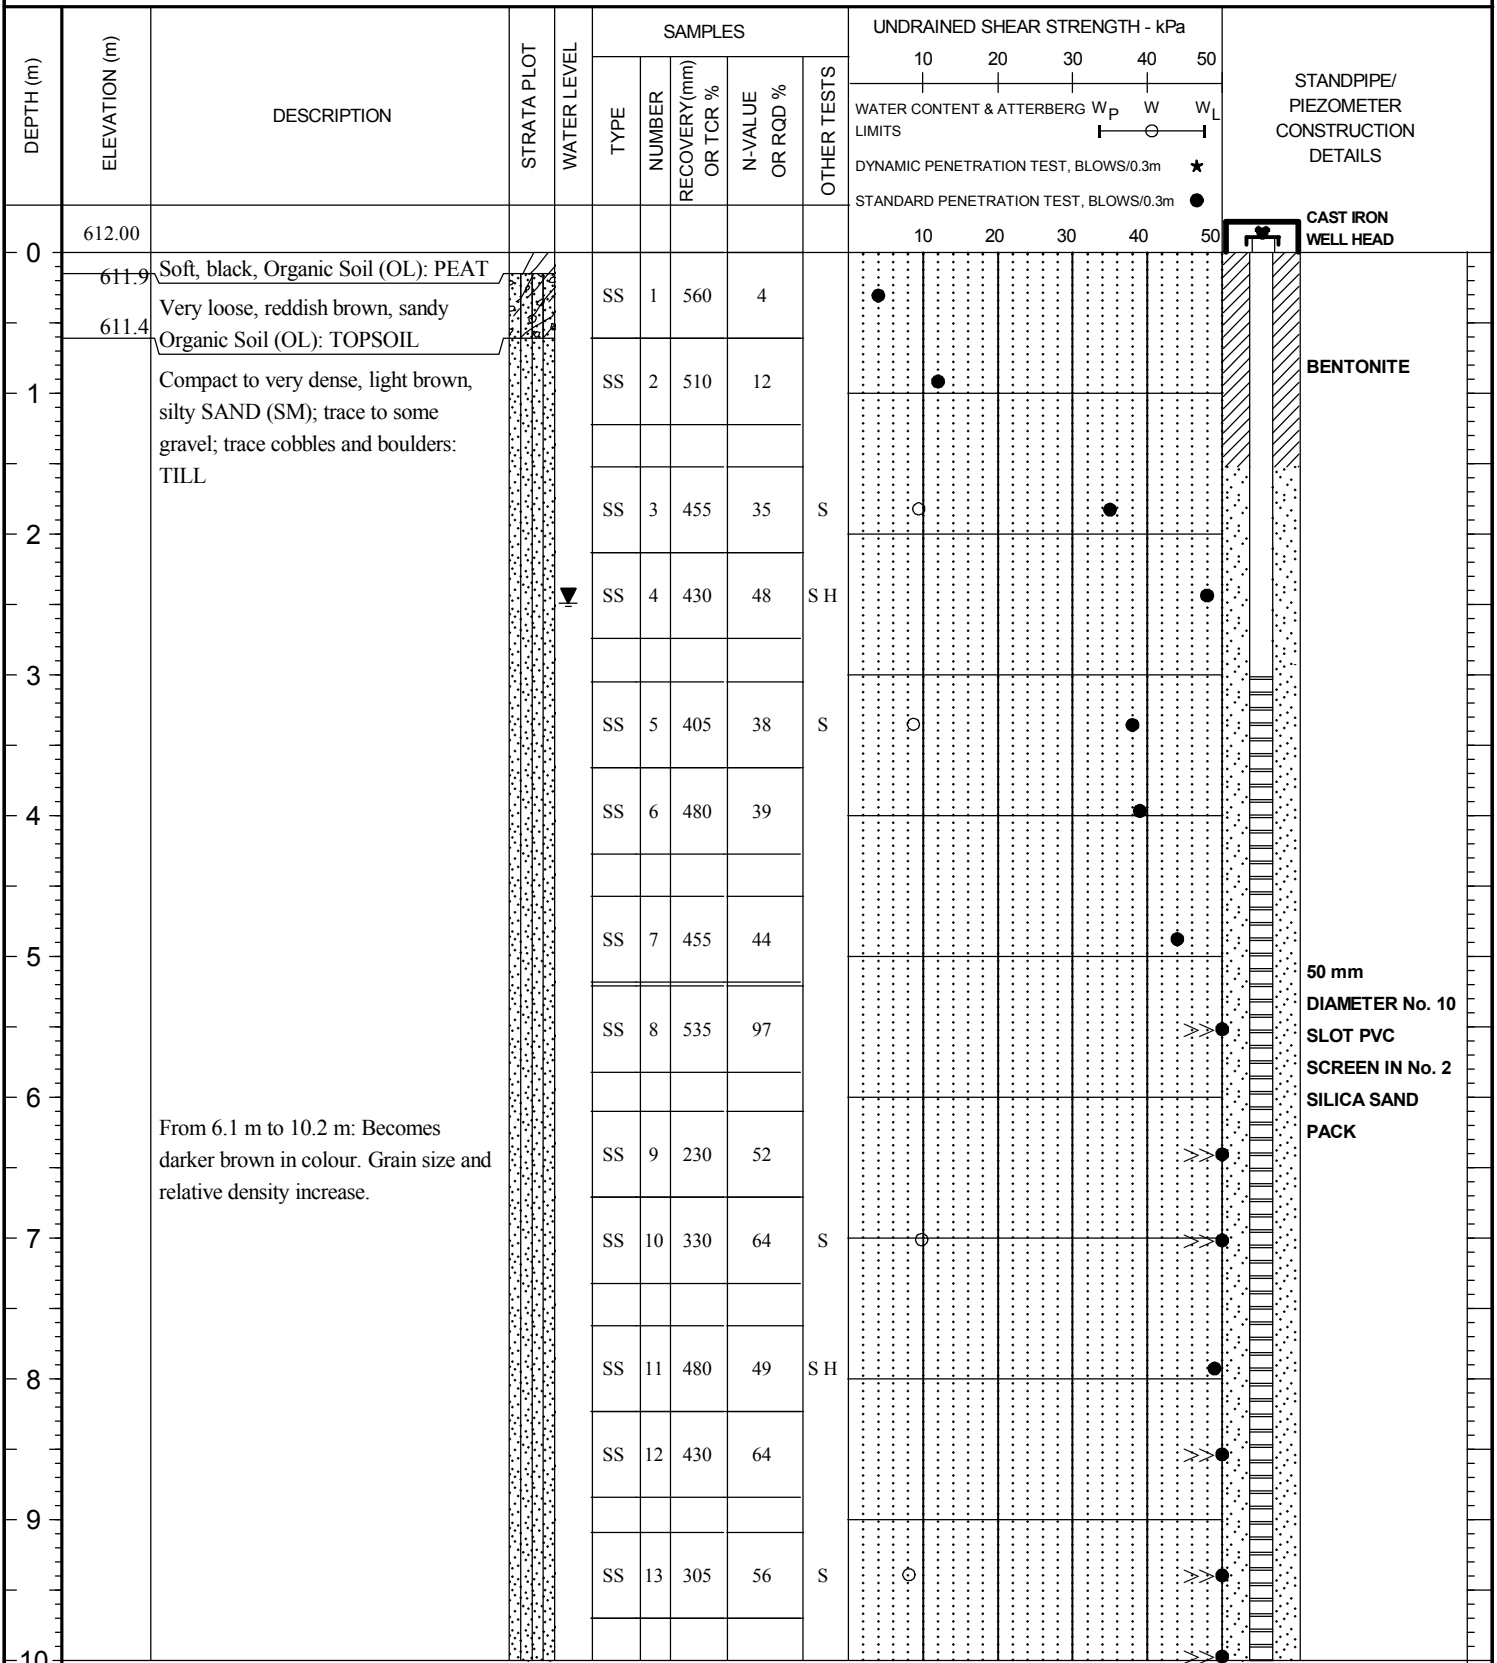 DEPTH (m)
ELEVATION (m)
DESCRIPTION
STRATA PLOT
WATER LEVEL
SAMPLES
TYPE
NUMBER
RECOVERY(mm)
OR TCR %
N-VALUE
OR RQD %
OTHER TESTS
UNDRAINED SHEAR STRENGTH - kPa
10 20 30 40 50
WATER CONTENT & ATTERBERG WP W WL
LIMITS
DYNAMIC PENETRATION TEST, BLOWS/0.3m ★
STANDARD PENETRATION TEST, BLOWS/0.3m ●
10 20 30 40 50
STANDPIPE/
PIEZOMETER
CONSTRUCTION
DETAILS
CAST IRON
WELL HEAD
612.00
0
611.9 Soft, black, Organic Soil (OL): PEAT
Very loose, reddish brown, sandy
611.4 Organic Soil (OL): TOPSOIL
SS 1 560 4
Compact to very dense, light brown,
silty SAND (SM); trace to some
gravel; trace cobbles and boulders:
TILL
BENTONITE
SS 2 510 12
1
SS 3 455 35 S
2
SS 4 430 48 S H
3
SS 5 405 38 S
SS 6 480 39
4
SS 7 455 44
5
50 mm
DIAMETER No. 10
SLOT PVC
SCREEN IN No. 2
SILICA SAND
PACK
SS 8 535 97 >>
6
From 6.1 m to 10.2 m: Becomes
darker brown in colour. Grain size and
relative density increase.
SS 9 230 52 >>
7
SS 10 330 64 S >>
SS 11 480 49 S H
8
SS 12 430 64 >>
9
SS 13 305 56 S >>
10 >>